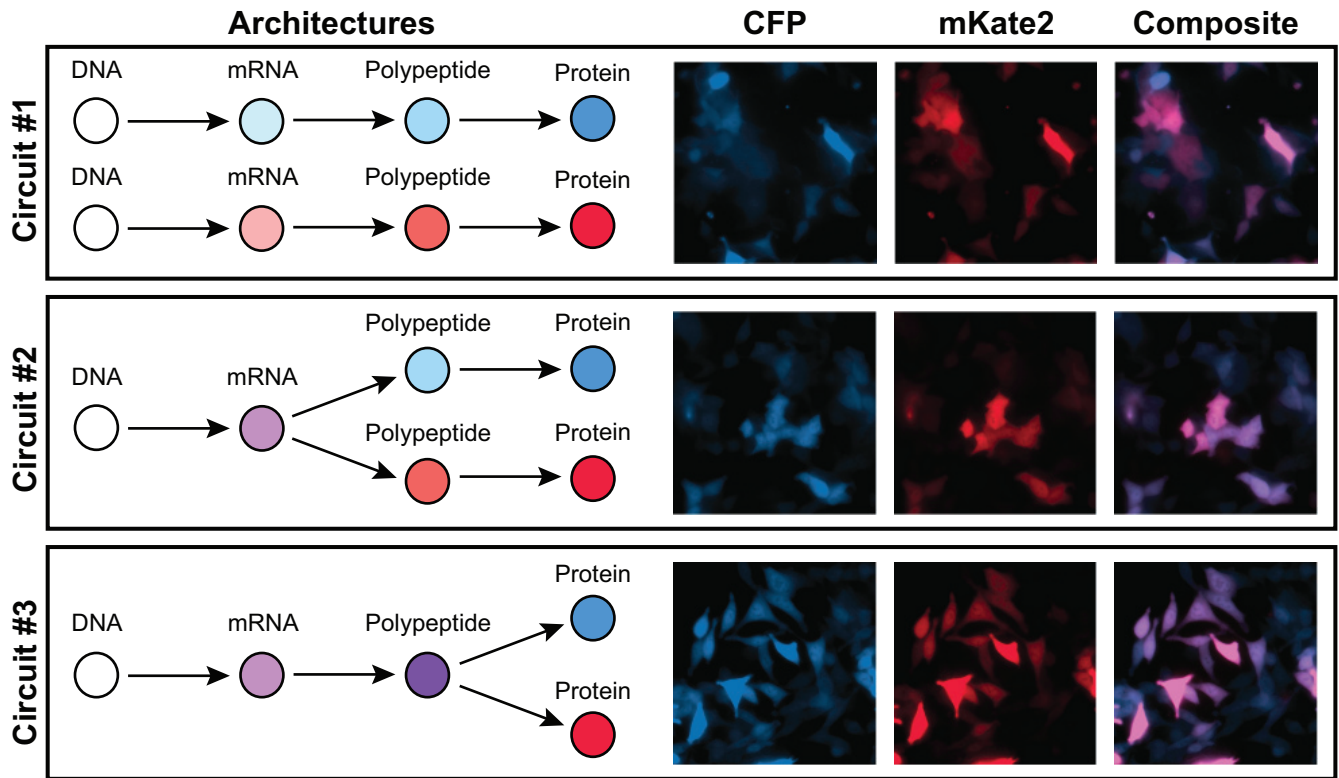 Architectures CFP mKate2 Composite
Circuit #1
DNA mRNA Polypeptide Protein
DNA mRNA Polypeptide Protein
Circuit #2
Polypeptide Protein
DNA mRNA
Polypeptide Protein
Circuit #3
Protein
DNA mRNA Polypeptide
Protein